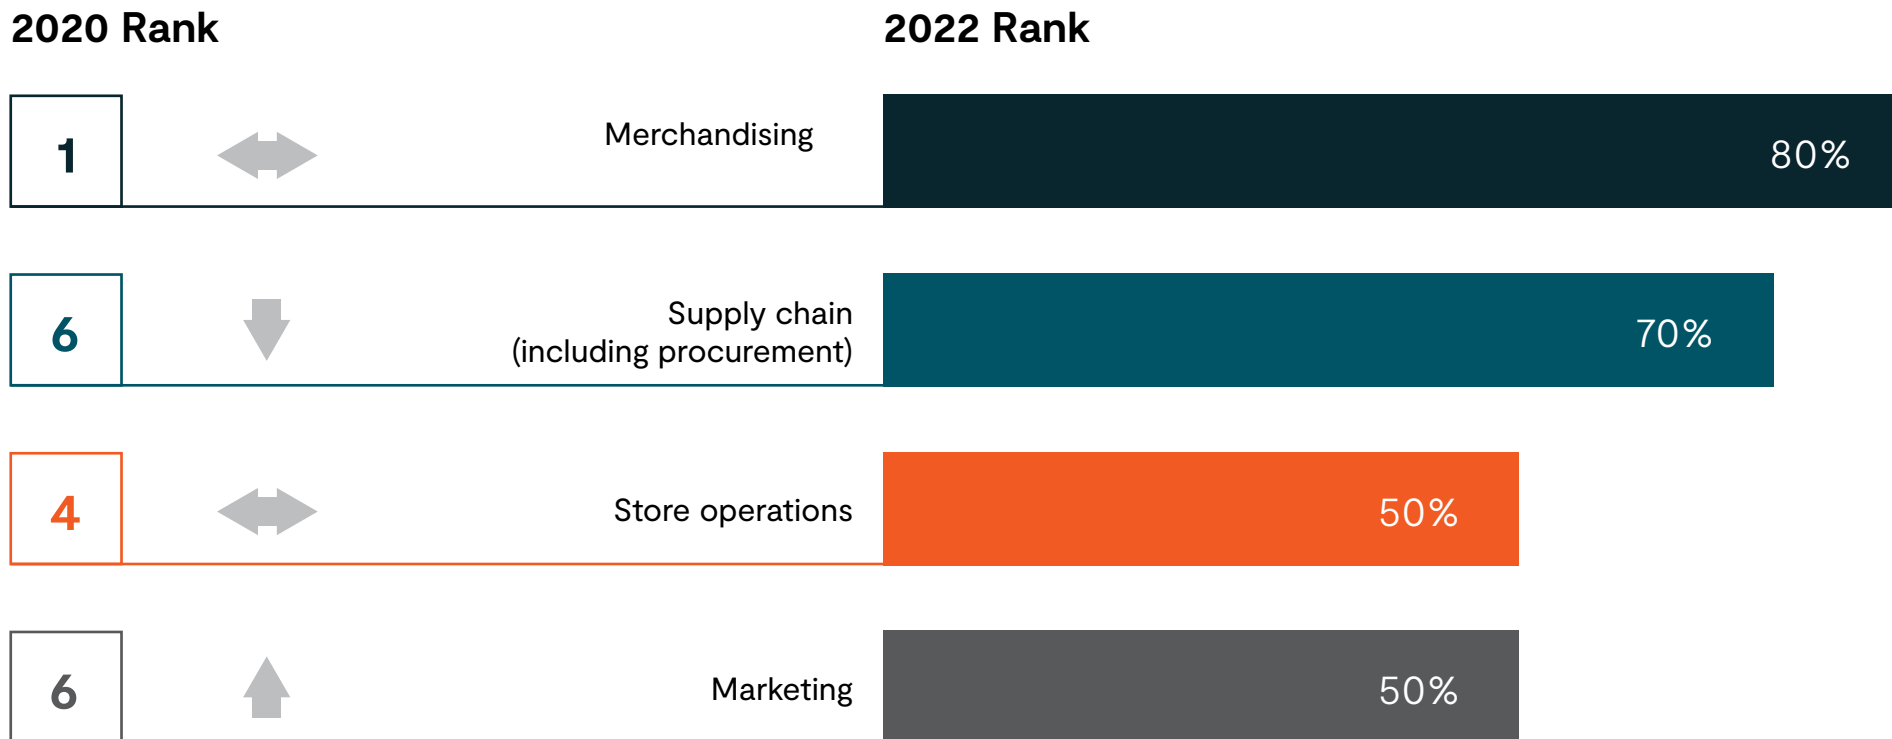 2020 Rank
2022 Rank
1
Merchandising
80%
6
Supply chain
(including procurement)
70%
4
Store operations
50%
6
Marketing
50%